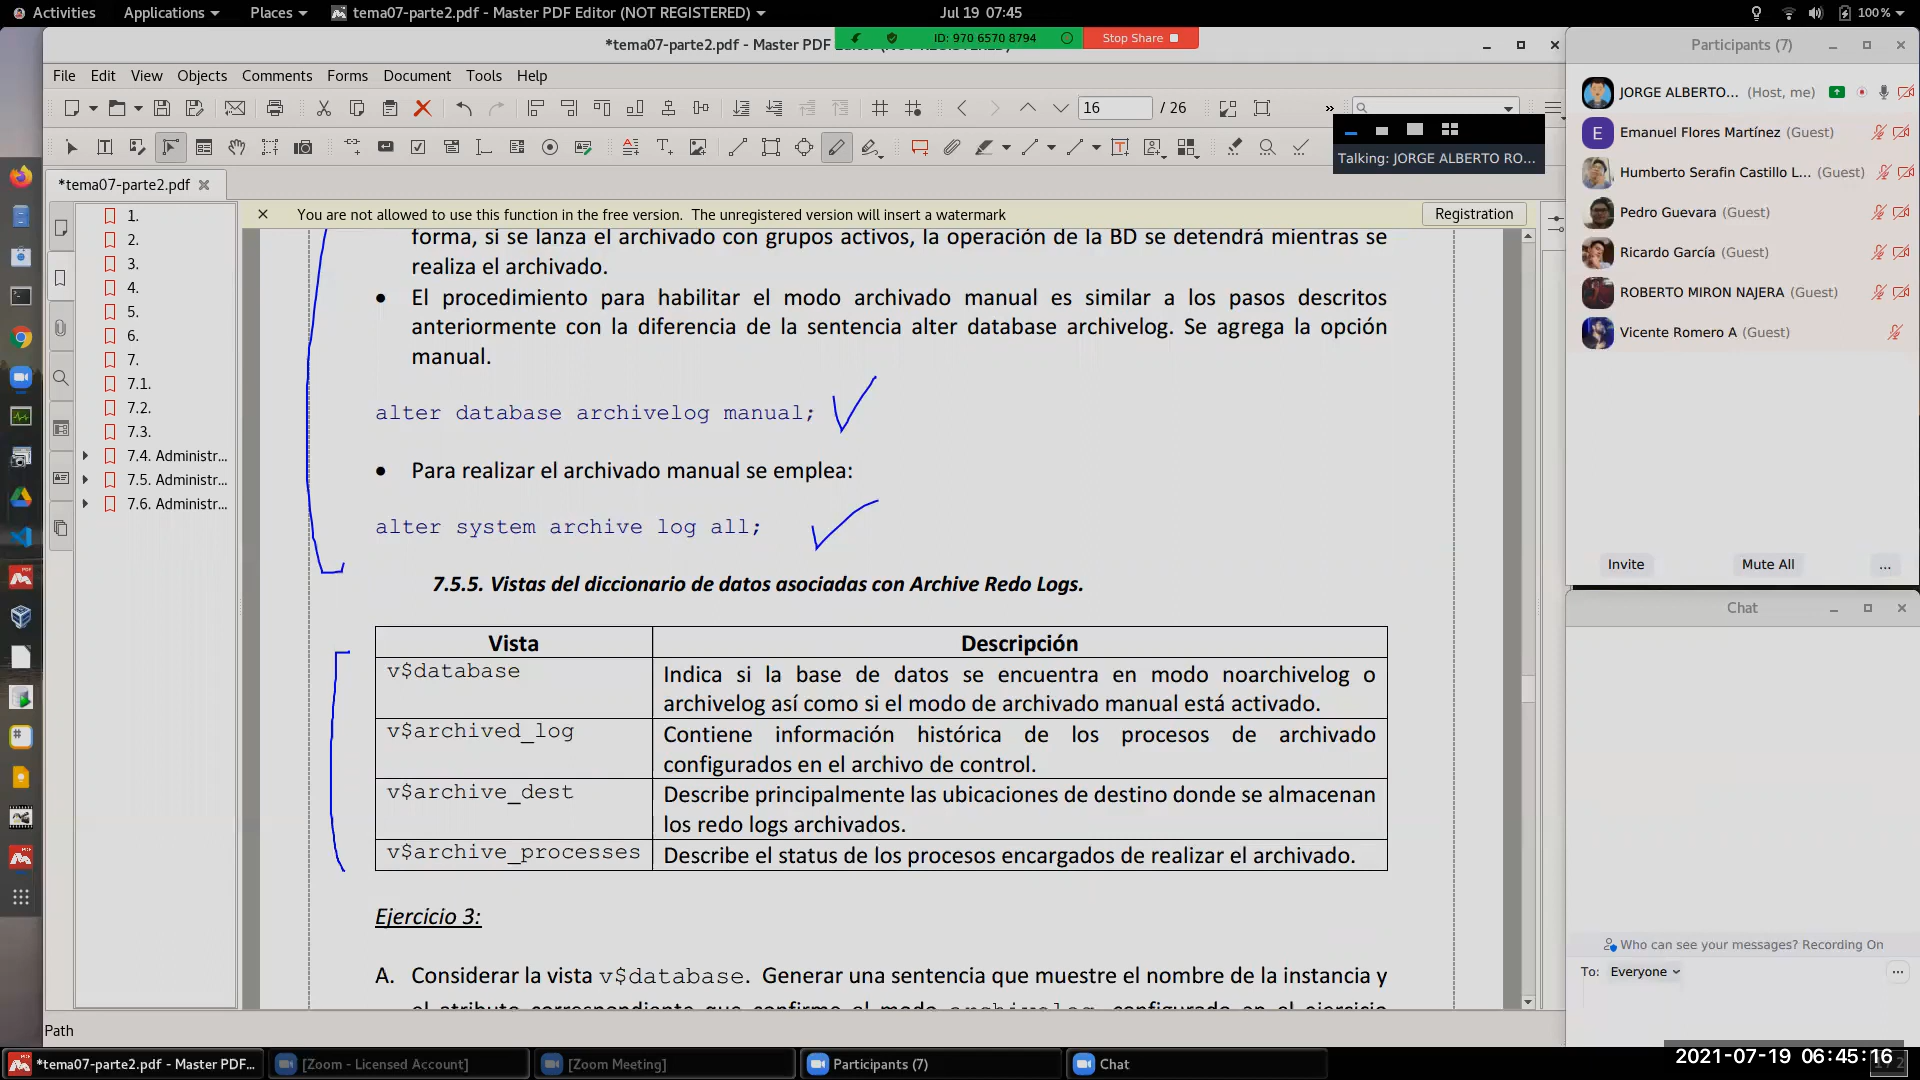 Activities Applications Places tema07-parte2.pdf - Master PDF Editor (NOT REGISTERED) Jul 19 07:45 100%
*tema07-parte2.pdf - Master PDF
ID: 970 6570 8794 Stop Share
File Edit View Objects Comments Forms Document Tools Help
16 / 26
Talking: JORGE ALBERTO RO...
*tema07-parte2.pdf
You are not allowed to use this function in the free version. The unregistered version will insert a watermark
Registration
1.
2.
3.
4.
5.
6.
7.
7.1.
7.2.
7.3.
7.4. Administr...
7.5. Administr...
7.6. Administr...
forma, si se lanza el archivado con grupos activos, la operación de la BD se detendrá mientras se
realiza el archivado.
• El procedimiento para habilitar el modo archivado manual es similar a los pasos descritos
anteriormente con la diferencia de la sentencia alter database archivelog. Se agrega la opción
manual.
alter database archivelog manual;
• Para realizar el archivado manual se emplea:
alter system archive log all;
7.5.5. Vistas del diccionario de datos asociadas con Archive Redo Logs.
Vista Descripción
v$database Indica si la base de datos se encuentra en modo noarchivelog o
archivelog así como si el modo de archivado manual está activado.
v$archived_log Contiene información histórica de los procesos de archivado
configurados en el archivo de control.
v$archive_dest Describe principalmente las ubicaciones de destino donde se almacenan
los redo logs archivados.
v$archive_processes Describe el status de los procesos encargados de realizar el archivado.
Ejercicio 3:
A. Considerar la vista v$database. Generar una sentencia que muestre el nombre de la instancia y
el atributo correspondiente que confirme el modo archivelog configurado en el ejercicio
Path
Participants (7)
JORGE ALBERTO... (Host, me)
E Emanuel Flores Martínez (Guest)
Humberto Serafin Castillo L... (Guest)
Pedro Guevara (Guest)
Ricardo García (Guest)
ROBERTO MIRON NAJERA (Guest)
Vicente Romero A (Guest)
Invite Mute All ...
Chat
Who can see your messages? Recording On
To: Everyone
*tema07-parte2.pdf - Master PDF... [Zoom - Licensed Account] [Zoom Meeting] Participants (7) Chat
2021-07-19 06:45:16